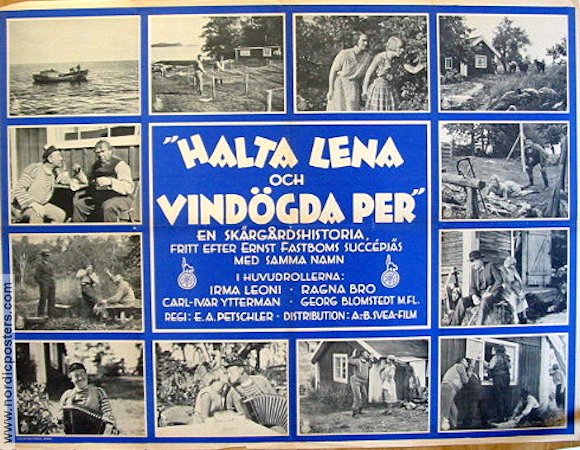 "HALTA LENA
OCH
VINDÖGDA PER"
EN SKÄRGÅRDSHISTORIA
FRITT EFTER ERNST FASTBOMS SUCCÉPJÄS
MED SAMMA NAMN
I HUVUDROLLERNA:
IRMA LEONI · RAGNA BRO
CARL-IVAR YTTERMAN · GEORG BLOMSTEDT M.FL.
REGI: E. A. PETSCHLER · DISTRIBUTION: A.-B. SVEA-FILM
www.nordicposters.com